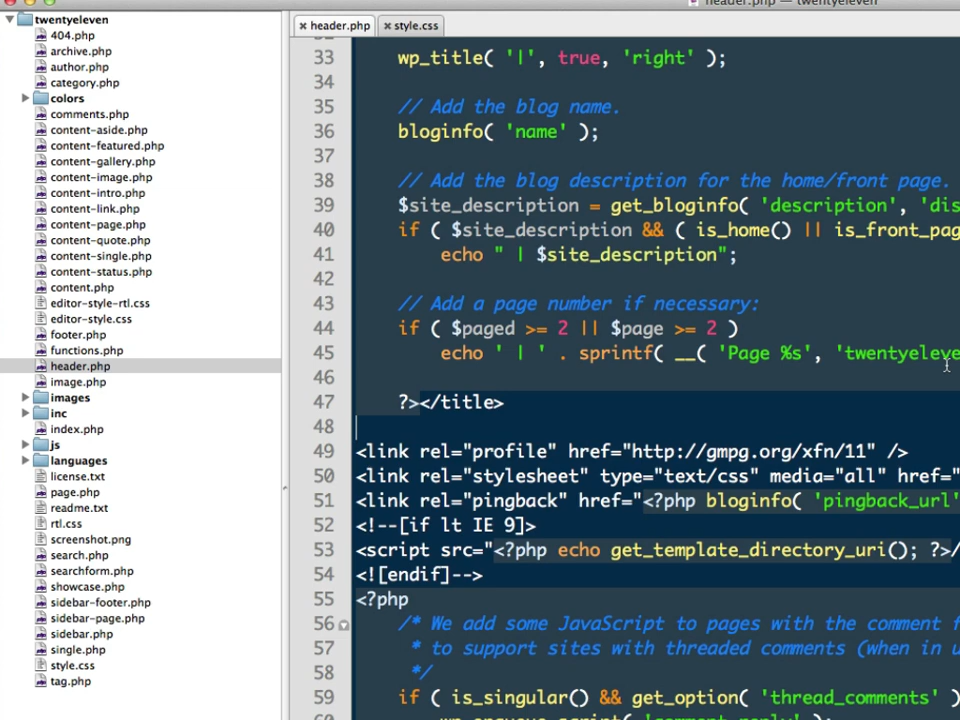 header.php — twentyeleven
twentyeleven
404.php
archive.php
author.php
category.php
colors
comments.php
content-aside.php
content-featured.php
content-gallery.php
content-image.php
content-intro.php
content-link.php
content-page.php
content-quote.php
content-single.php
content-status.php
content.php
editor-style-rtl.css
editor-style.css
footer.php
functions.php
header.php
image.php
images
inc
index.php
js
languages
license.txt
page.php
readme.txt
rtl.css
screenshot.png
search.php
searchform.php
showcase.php
sidebar-footer.php
sidebar-page.php
sidebar.php
single.php
style.css
tag.php
header.php
style.css
33 wp_title( '|', true, 'right' );
34
35 // Add the blog name.
36 bloginfo( 'name' );
37
38 // Add the blog description for the home/front page.
39 $site_description = get_bloginfo( 'description', 'dis
40 if ( $site_description && ( is_home() || is_front_pag
41 echo " | $site_description";
42
43 // Add a page number if necessary:
44 if ( $paged >= 2 || $page >= 2 )
45 echo ' | ' . sprintf( __( 'Page %s', 'twentyeleve
46
47 ?></title>
48
49 <link rel="profile" href="http://gmpg.org/xfn/11" />
50 <link rel="stylesheet" type="text/css" media="all" href="
51 <link rel="pingback" href="<?php bloginfo( 'pingback_url'
52 <!--[if lt IE 9]>
53 <script src="<?php echo get_template_directory_uri(); ?>/
54 <![endif]-->
55 <?php
56 /* We add some JavaScript to pages with the comment f
57 * to support sites with threaded comments (when in u
58 */
59 if ( is_singular() && get_option( 'thread_comments' )